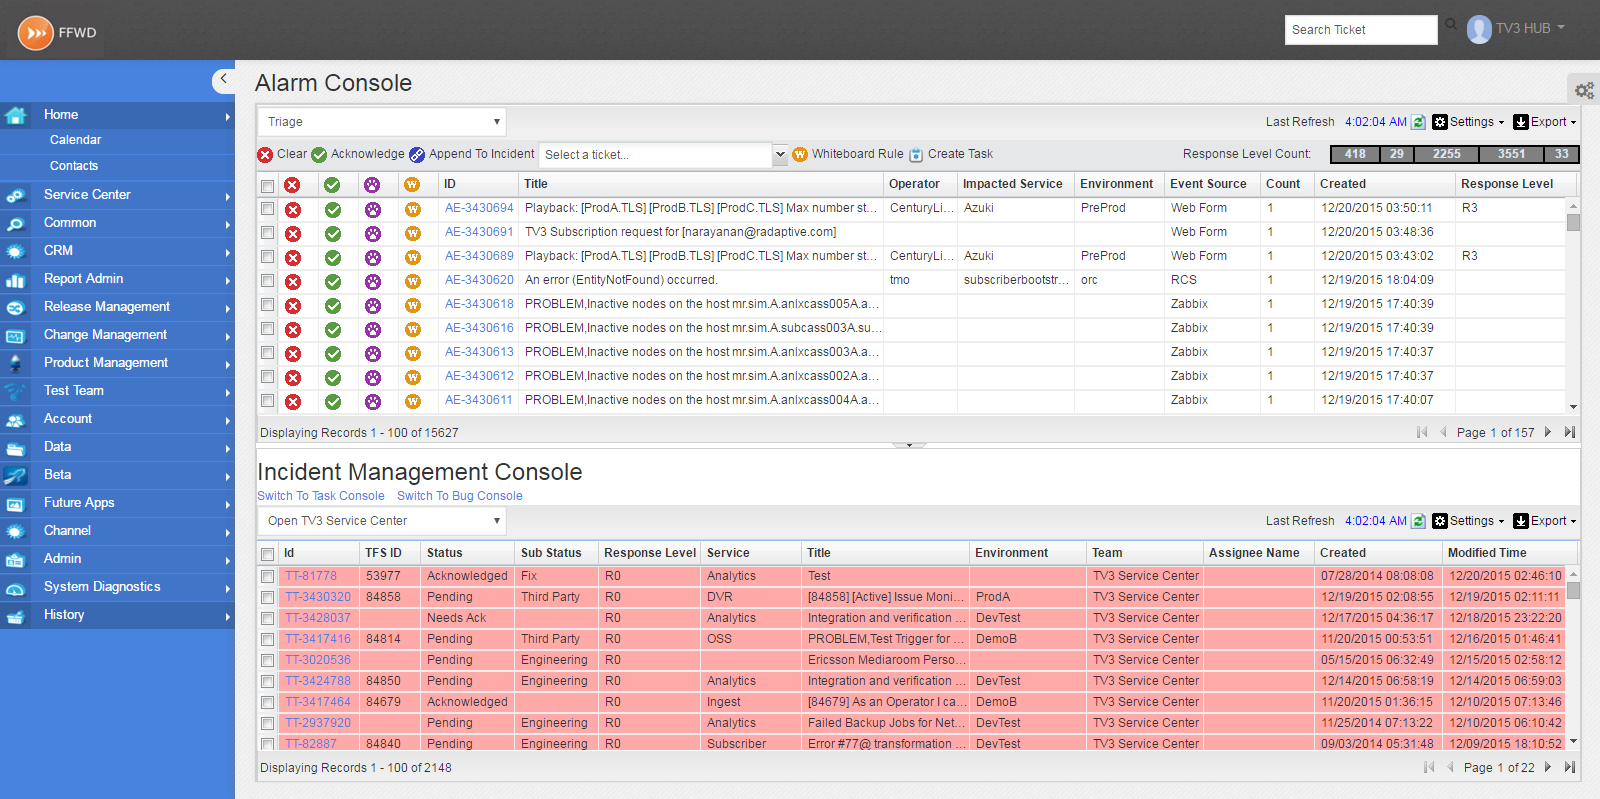 FFWD
Search Ticket
TV3 HUB
Home
Calendar
Contacts
Service Center
Common
CRM
Report Admin
Release Management
Change Management
Product Management
Test Team
Account
Data
Beta
Future Apps
Channel
Admin
System Diagnostics
History
Alarm Console
Triage
Last Refresh 4:02:04 AM Settings Export
Clear Acknowledge Append To Incident Select a ticket... Whiteboard Rule Create Task Response Level Count: 418 29 2255 3551 33
ID Title Operator Impacted Service Environment Event Source Count Created Response Level
AE-3430694 Playback: [ProdA.TLS] [ProdB.TLS] [ProdC.TLS] Max number st... CenturyLi... Azuki PreProd Web Form 1 12/20/2015 03:50:11 R3
AE-3430691 TV3 Subscription request for [narayanan@radaptive.com] Web Form 1 12/20/2015 03:48:36
AE-3430689 Playback: [ProdA.TLS] [ProdB.TLS] [ProdC.TLS] Max number st... CenturyLi... Azuki PreProd Web Form 1 12/20/2015 03:43:02 R3
AE-3430620 An error (EntityNotFound) occurred. tmo subscriberbootstr... orc RCS 1 12/19/2015 18:04:09
AE-3430618 PROBLEM,Inactive nodes on the host mr.sim.A.anlxcass005A.a... Zabbix 1 12/19/2015 17:40:39
AE-3430616 PROBLEM,Inactive nodes on the host mr.sim.A.subcass003A.su... Zabbix 1 12/19/2015 17:40:39
AE-3430613 PROBLEM,Inactive nodes on the host mr.sim.A.anlxcass003A.a... Zabbix 1 12/19/2015 17:40:37
AE-3430612 PROBLEM,Inactive nodes on the host mr.sim.A.anlxcass002A.a... Zabbix 1 12/19/2015 17:40:37
AE-3430611 PROBLEM,Inactive nodes on the host mr.sim.A.anlxcass004A.a... Zabbix 1 12/19/2015 17:40:07
Displaying Records 1 - 100 of 15627 Page 1 of 157
Incident Management Console
Switch To Task Console Switch To Bug Console
Open TV3 Service Center
Last Refresh 4:02:04 AM Settings Export
Id TFS ID Status Sub Status Response Level Service Title Environment Team Assignee Name Created Modified Time
TT-81778 53977 Acknowledged Fix R0 Analytics Test TV3 Service Center 07/28/2014 08:08:08 12/20/2015 02:46:10
TT-3430320 84858 Pending Third Party R0 DVR [84858] [Active] Issue Moni... ProdA TV3 Service Center 12/19/2015 02:08:55 12/19/2015 02:11:11
TT-3428037 Needs Ack R0 Analytics Integration and verification ... DevTest TV3 Service Center 12/17/2015 04:36:17 12/18/2015 23:22:20
TT-3417416 84814 Pending Third Party R0 OSS PROBLEM,Test Trigger for ... DemoB TV3 Service Center 11/20/2015 00:53:51 12/16/2015 01:46:41
TT-3020536 Pending Engineering R0 Ericsson Mediaroom Perso... TV3 Service Center 05/15/2015 06:32:49 12/15/2015 02:58:12
TT-3424788 84850 Pending Engineering R0 Analytics Integration and verification ... DevTest TV3 Service Center 12/14/2015 06:58:19 12/14/2015 06:59:03
TT-3417464 84679 Acknowledged R0 Ingest [84679] As an Operator I ca... DemoB TV3 Service Center 11/20/2015 01:36:15 12/10/2015 07:13:46
TT-2937920 Pending Engineering R0 Analytics Failed Backup Jobs for Net... DevTest TV3 Service Center 11/25/2014 07:13:22 12/10/2015 06:10:42
TT-82887 84840 Pending Engineering R0 Subscriber Error #77@ transformation ... DevTest TV3 Service Center 09/03/2014 05:31:48 12/09/2015 18:10:52
Displaying Records 1 - 100 of 2148 Page 1 of 22